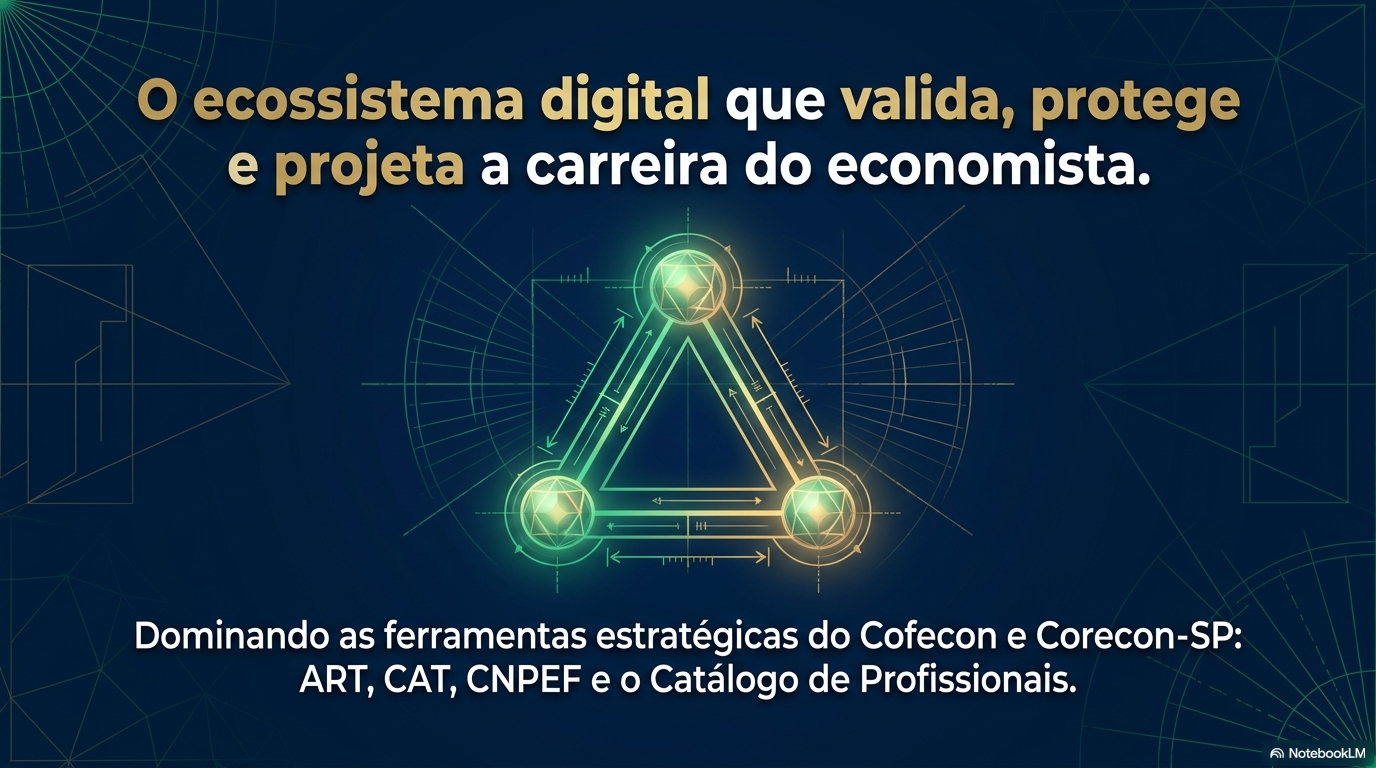 O ecossistema digital que valida, protege
e projeta a carreira do economista.
Dominando as ferramentas estratégicas do Cofecon e Corecon-SP:
ART, CAT, CNPEF e o Catálogo de Profissionais.
NotebookLM